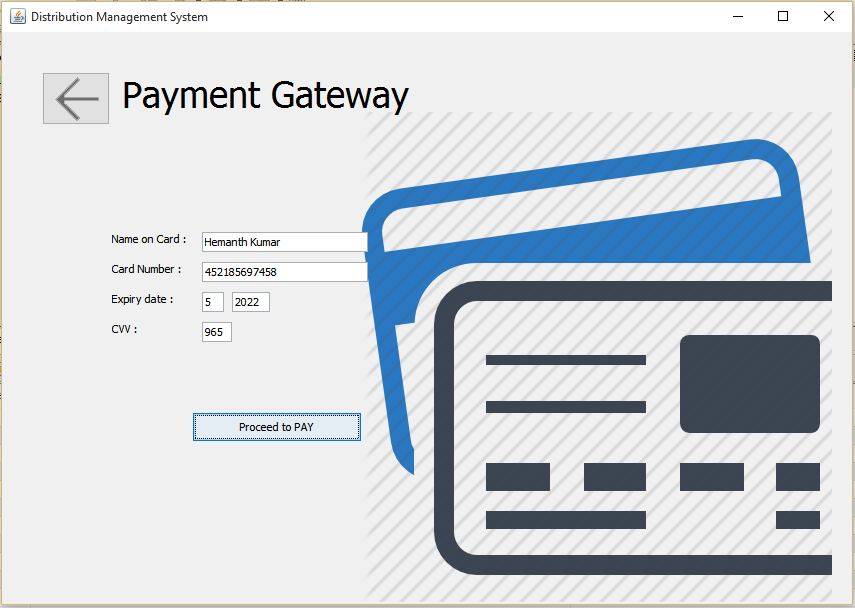 Distribution Management System
Payment Gateway
Name on Card : Hemanth Kumar
Card Number : 452185697458
Expiry date : 5 2022
CVV : 965
Proceed to PAY